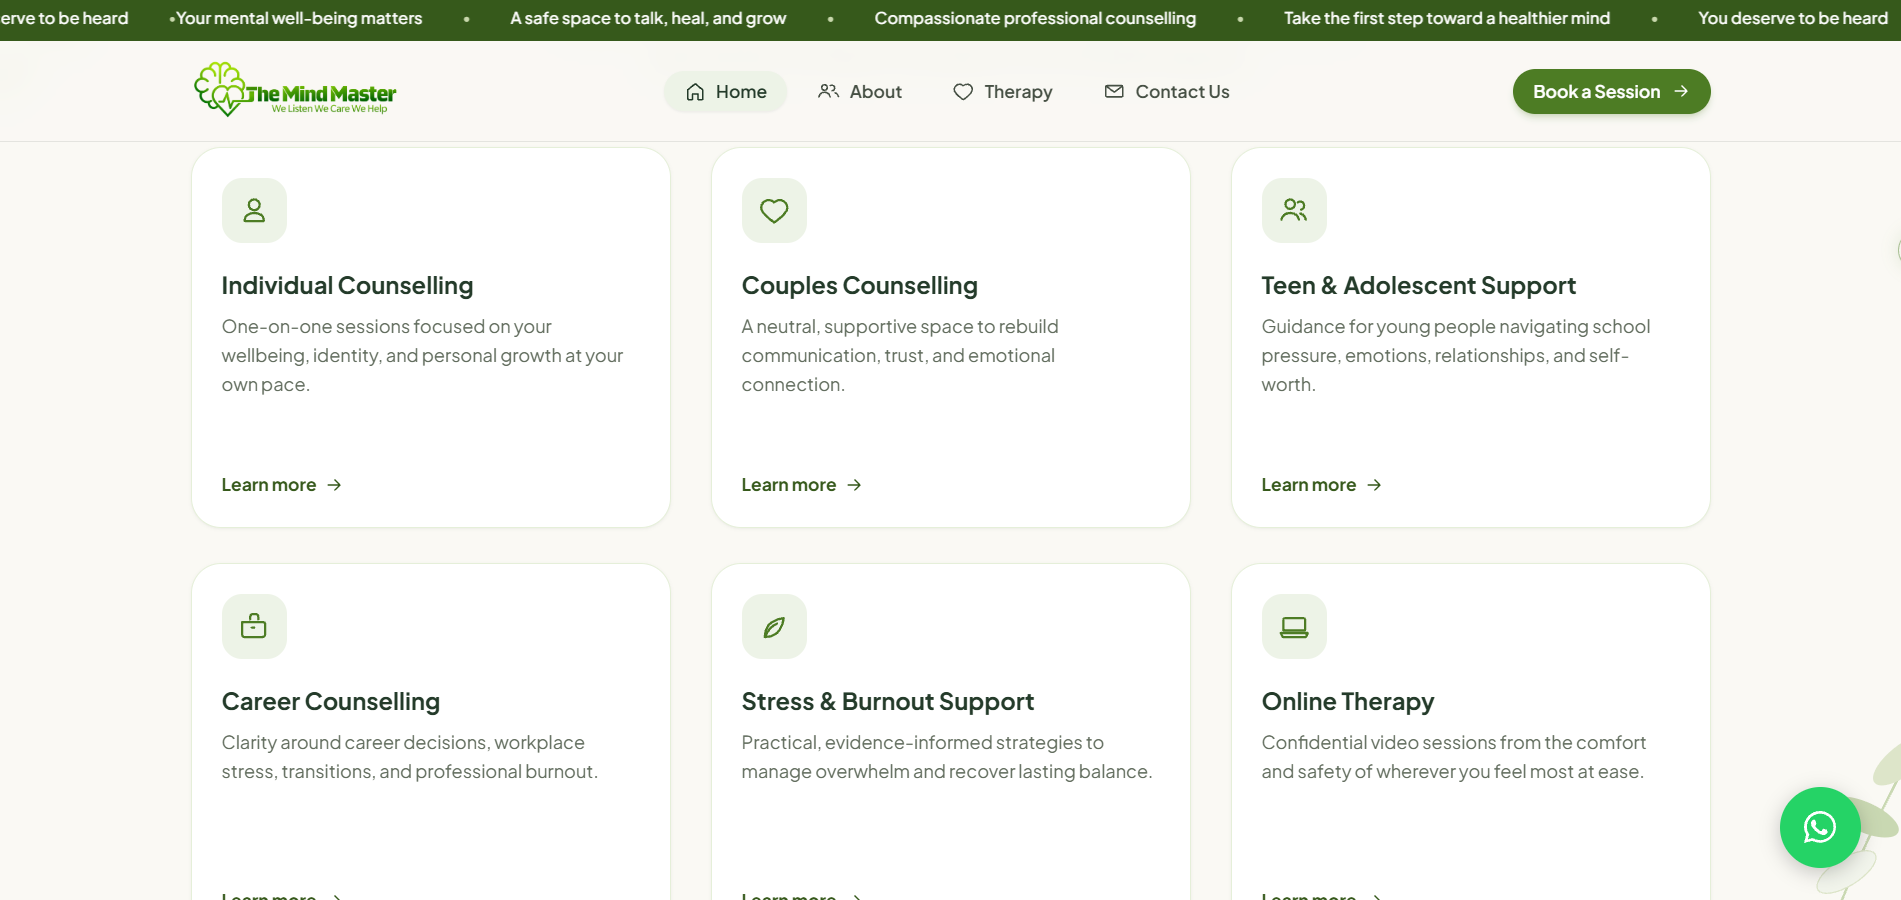 erve to be heard • Your mental well-being matters • A safe space to talk, heal, and grow • Compassionate professional counselling • Take the first step toward a healthier mind • You deserve to be heard
The Mind Master
We Listen We Care We Help
Home
About
Therapy
Contact Us
Book a Session →
Individual Counselling
One-on-one sessions focused on your
wellbeing, identity, and personal growth at your
own pace.
Learn more →
Couples Counselling
A neutral, supportive space to rebuild
communication, trust, and emotional
connection.
Learn more →
Teen & Adolescent Support
Guidance for young people navigating school
pressure, emotions, relationships, and self-
worth.
Learn more →
Career Counselling
Clarity around career decisions, workplace
stress, transitions, and professional burnout.
Learn more →
Stress & Burnout Support
Practical, evidence-informed strategies to
manage overwhelm and recover lasting balance.
Learn more →
Online Therapy
Confidential video sessions from the comfort
and safety of wherever you feel most at ease.
Learn more →